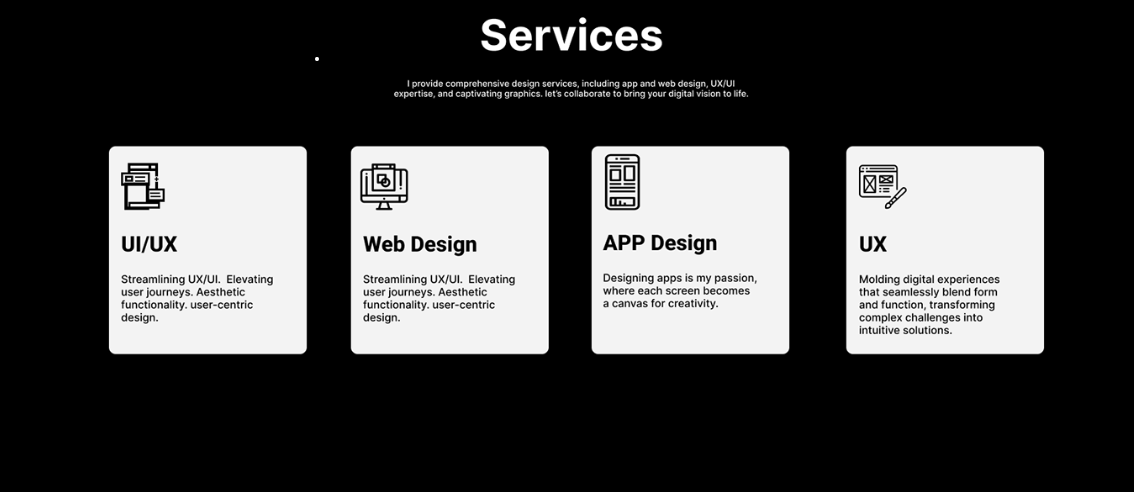 Services
I provide comprehensive design services, including app and web design, UX/UI
expertise, and captivating graphics. let's collaborate to bring your digital vision to life.
UI/UX
Streamlining UX/UI. Elevating
user journeys. Aesthetic
functionality. user-centric
design.
Web Design
Streamlining UX/UI. Elevating
user journeys. Aesthetic
functionality. user-centric
design.
APP Design
Designing apps is my passion,
where each screen becomes
a canvas for creativity.
UX
Molding digital experiences
that seamlessly blend form
and function, transforming
complex challenges into
intuitive solutions.